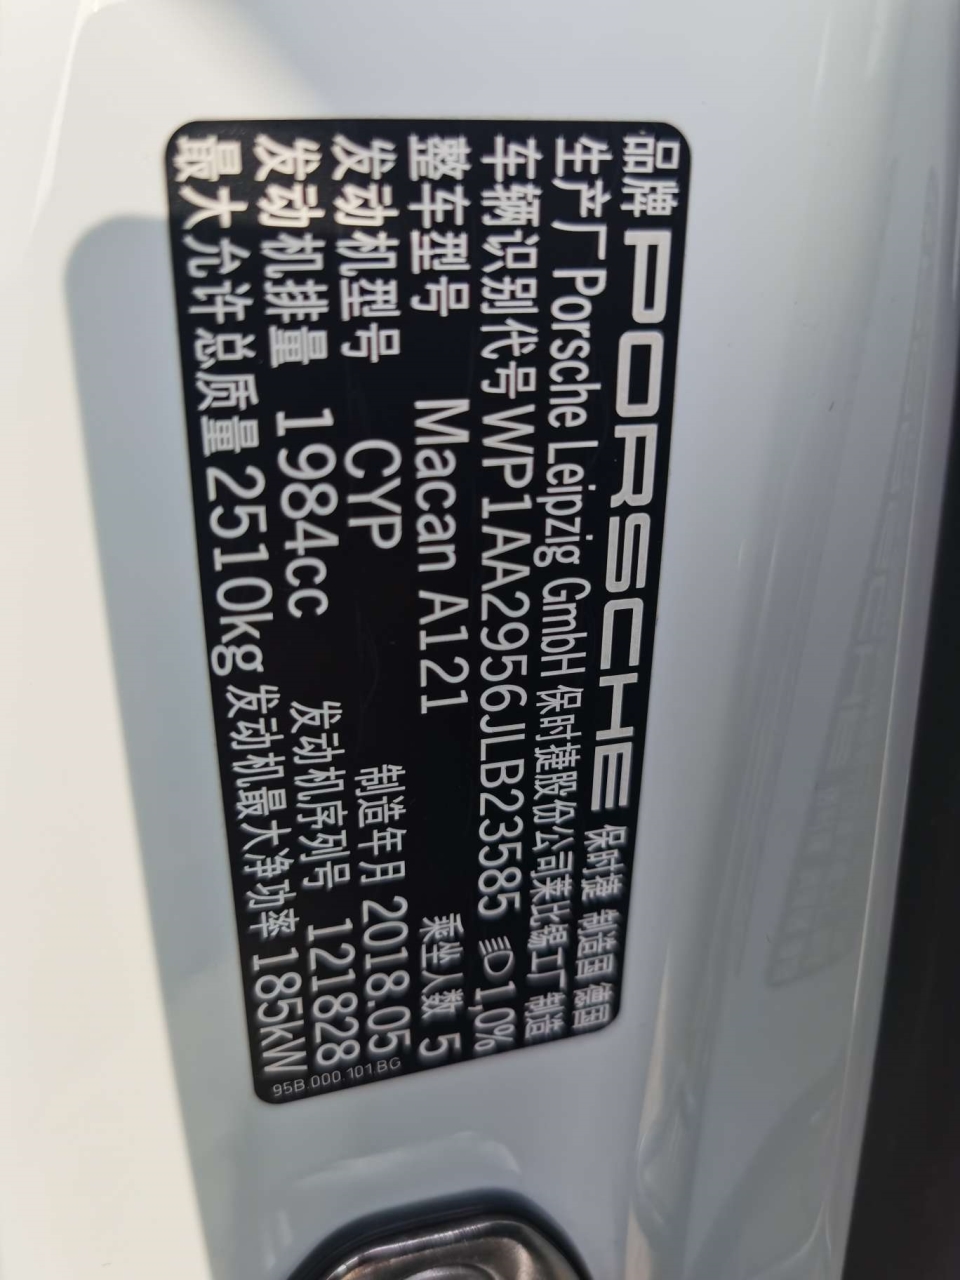 品牌 PORSCHE 保时捷 制造国 德国
生产厂 Porsche Leipzig GmbH 保时捷股份公司莱比锡工厂 制造
车辆识别代号 WP1AA2956JLB23585 1,0%
整车型号 Macan A121 乘坐人数 5
发动机型号 CYP 制造年月 2018.05
发动机排量 1984cc 发动机序列号 121828
最大允许总质量 2510kg 发动机最大净功率 185kW
95B.000.101.BG